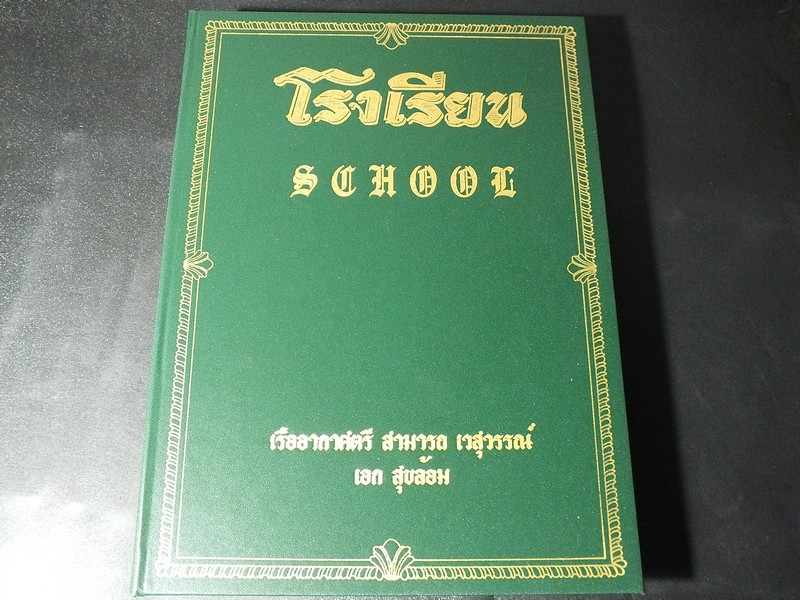 โรงเรียน
SCHOOL
เรืออากาศตรี สามารถ เวสุวรรณ์
เอก สุขล้อม